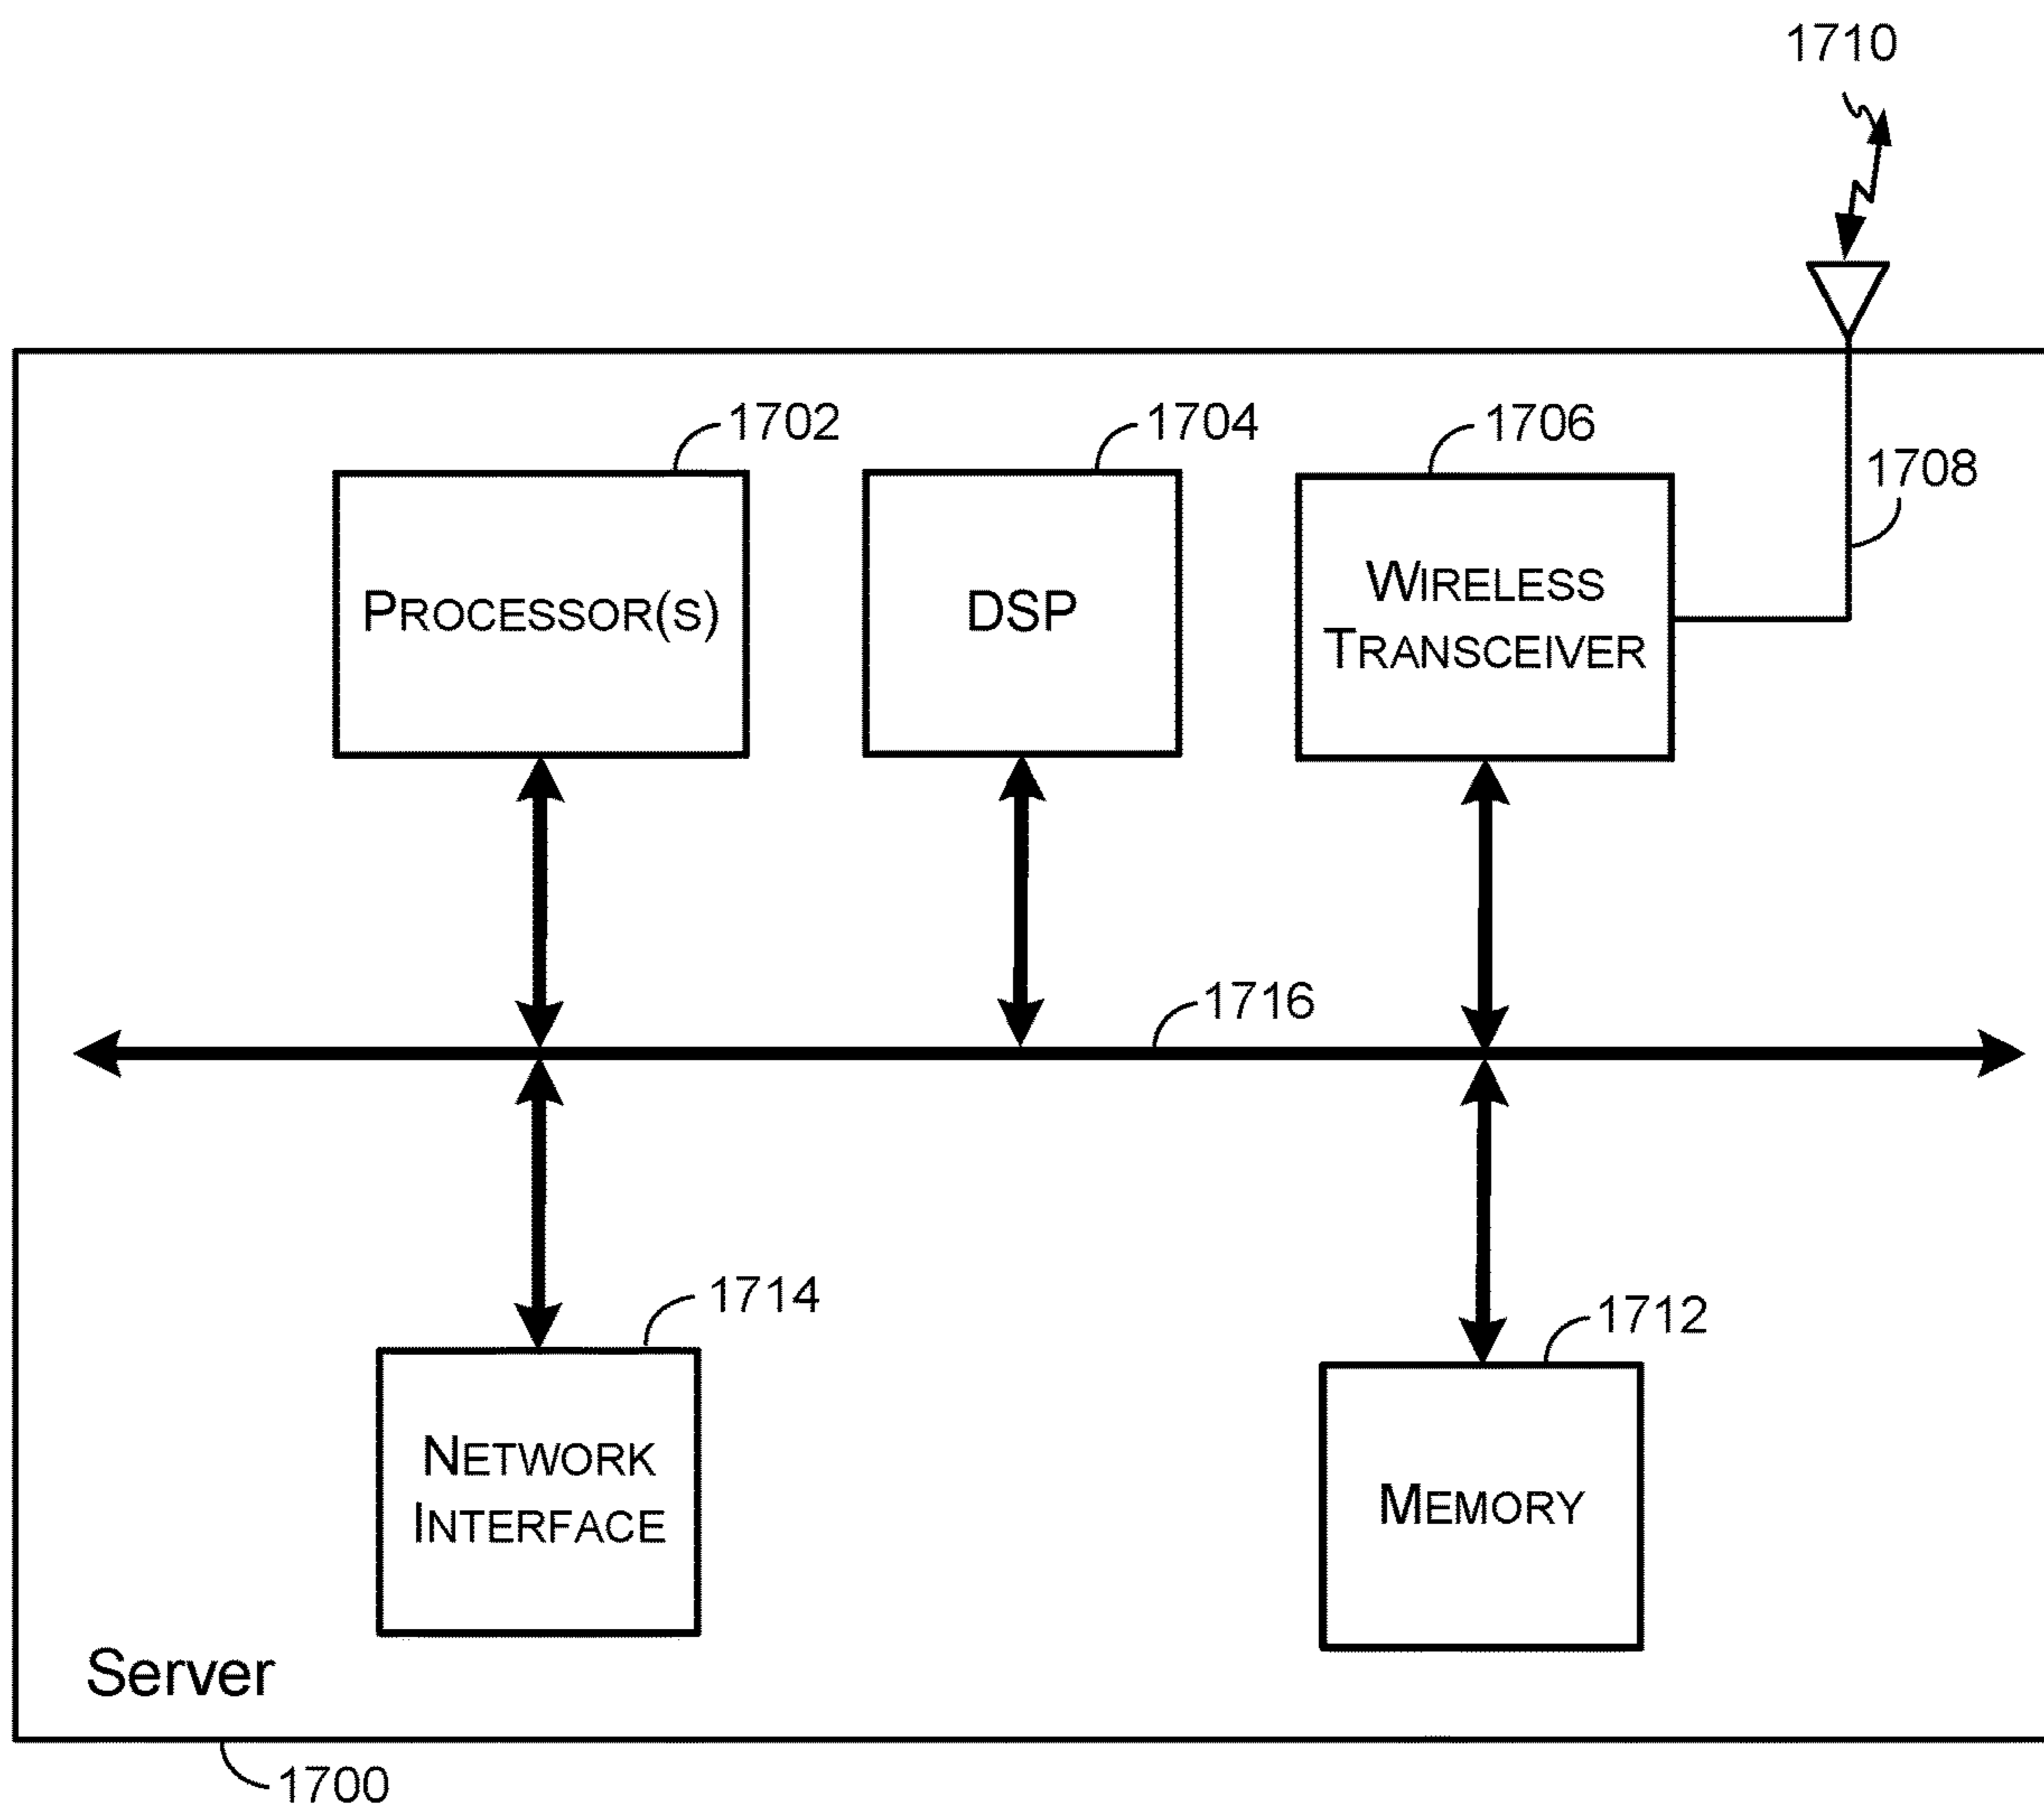 1710
1702
1704
1706
1708
PROCESSOR(S)
DSP
WIRELESS
TRANSCEIVER
1716
1714
1712
NETWORK
INTERFACE
MEMORY
Server
1700